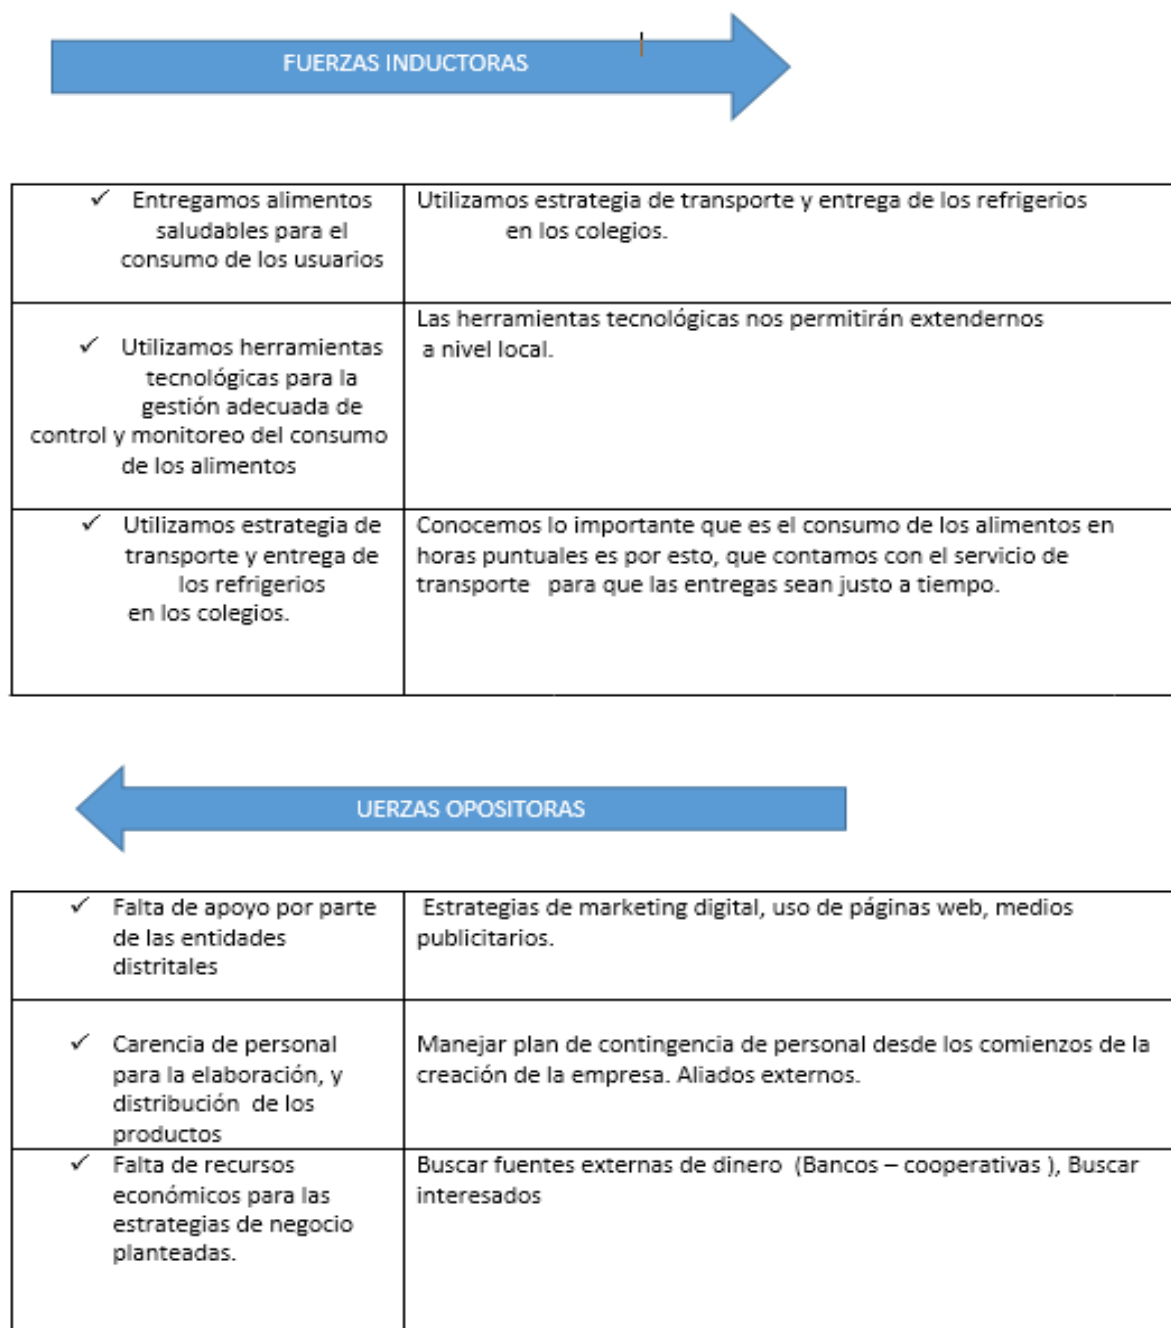 FUERZAS INDUCTORAS
✓ Entregamos alimentos
saludables para el
consumo de los usuarios
Utilizamos estrategia de transporte y entrega de los refrigerios
en los colegios.
✓ Utilizamos herramientas
tecnológicas para la
gestión adecuada de
control y monitoreo del consumo
de los alimentos
Las herramientas tecnológicas nos permitirán extendernos
a nivel local.
✓ Utilizamos estrategia de
transporte y entrega de
los refrigerios
en los colegios.
Conocemos lo importante que es el consumo de los alimentos en
horas puntuales es por esto, que contamos con el servicio de
transporte para que las entregas sean justo a tiempo.
UERZAS OPOSITORAS
✓ Falta de apoyo por parte
de las entidades
distritales
Estrategias de marketing digital, uso de páginas web, medios
publicitarios.
✓ Carencia de personal
para la elaboración, y
distribución de los
productos
Manejar plan de contingencia de personal desde los comienzos de la
creación de la empresa. Aliados externos.
✓ Falta de recursos
económicos para las
estrategias de negocio
planteadas.
Buscar fuentes externas de dinero (Bancos – cooperativas ), Buscar
interesados